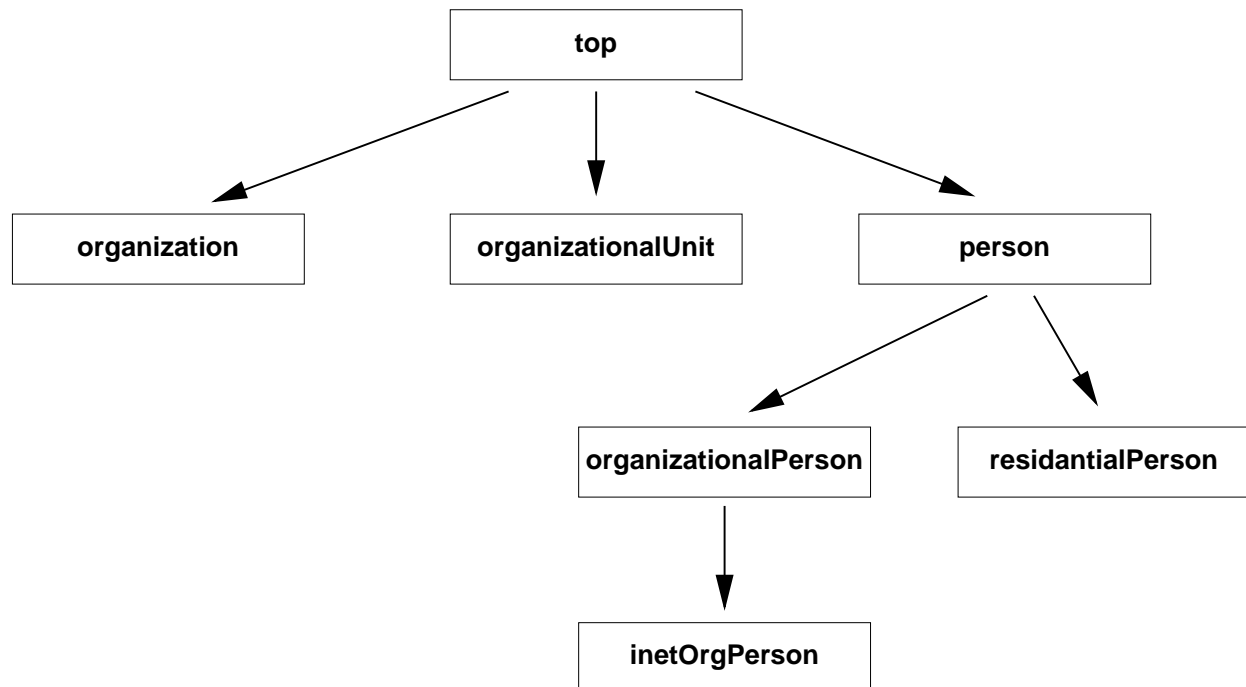 top
organization
organizationalUnit
person
organizationalPerson
residantialPerson
inetOrgPerson